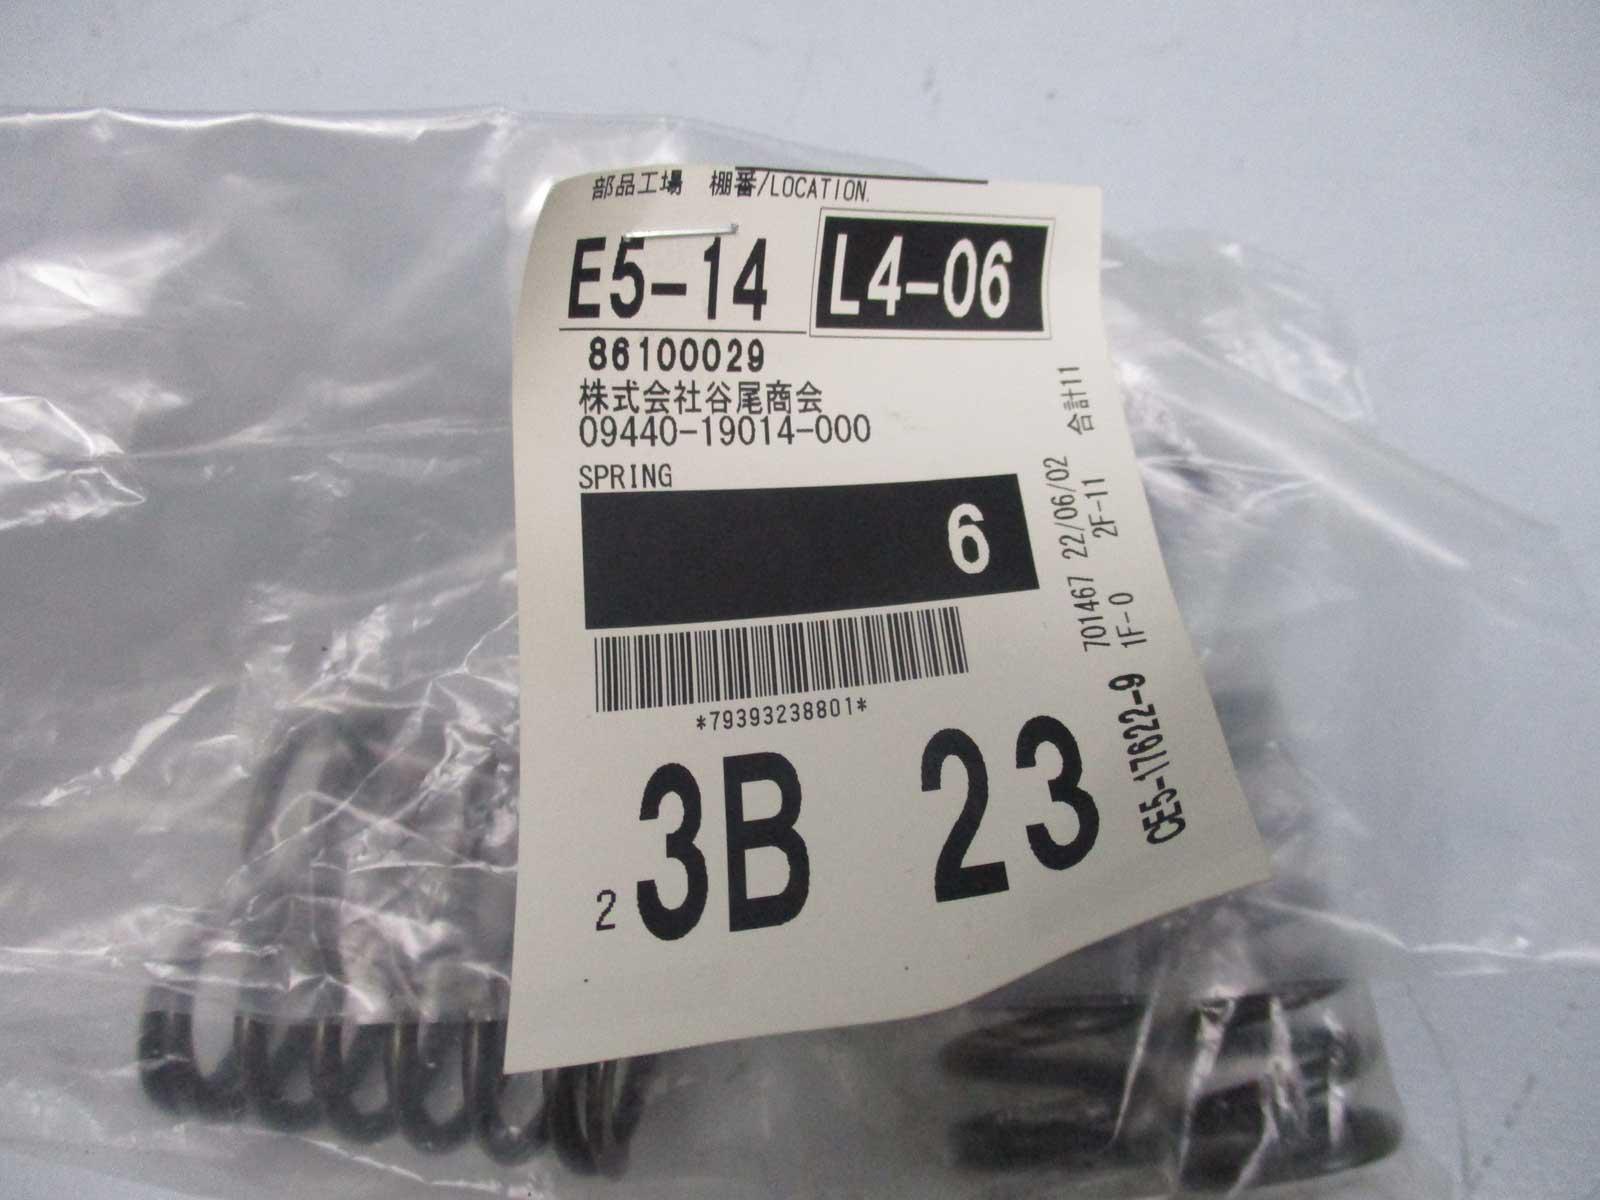 部品工場 棚番/LOCATION.
E5-14 L4-06
86100029
株式会社谷尾商会
09440-19014-000
SPRING
6
*79393238801*
2 3B 23
合計11
701467 22/06/02
1F-0 2F-11
CE5-17622-9